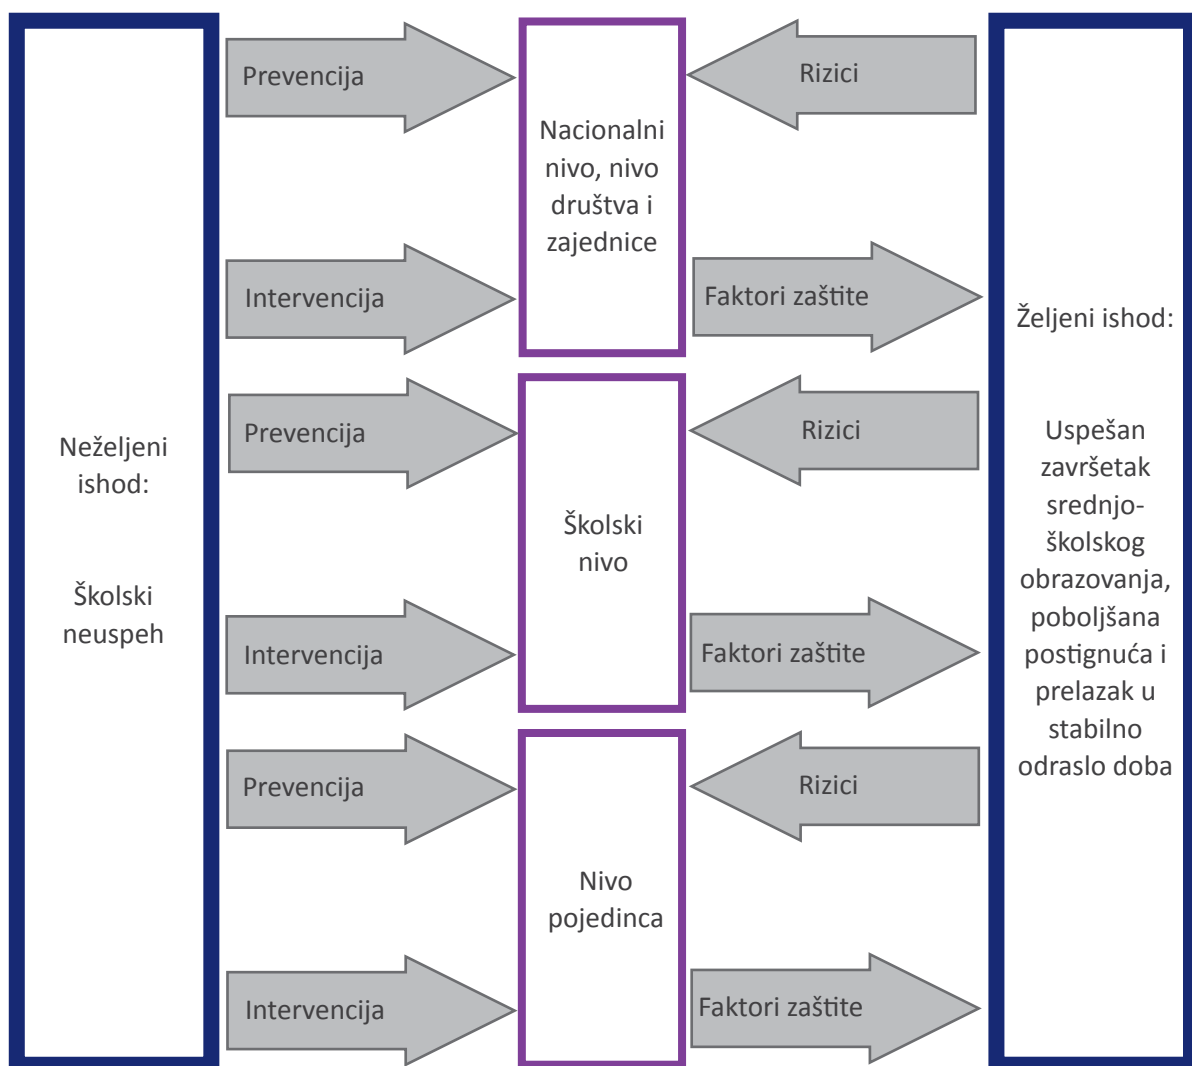 Neželjeni
ishod:
Školski
neuspeh
Prevencija
Intervencija
Prevencija
Intervencija
Prevencija
Intervencija
Nacionalni
nivo, nivo
društva i
zajednice
Školski
nivo
Nivo
pojedinca
Rizici
Faktori zaštite
Rizici
Faktori zaštite
Rizici
Faktori zaštite
Željeni ishod:
Uspešan
završetak
srednjo-
školskog
obrazovanja,
poboljšana
postignuća i
prelazak u
stabilno
odraslo doba